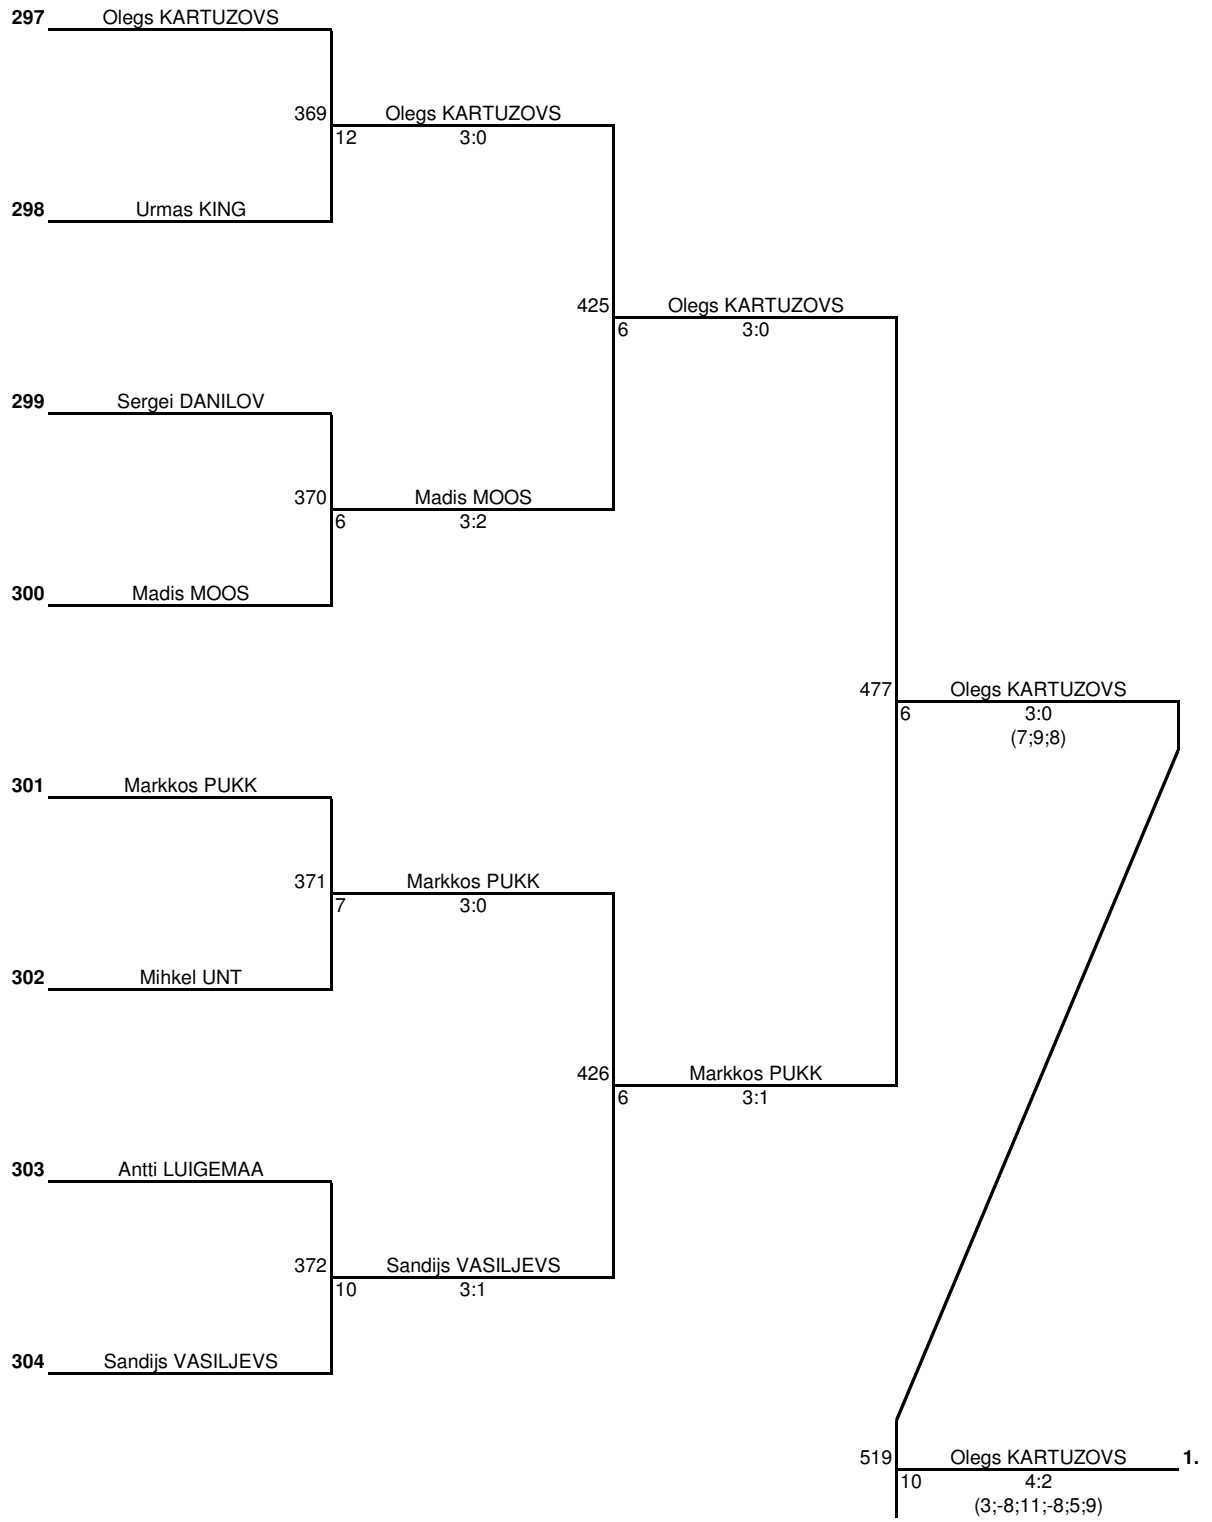 297 Olegs KARTUZOVS
369 Olegs KARTUZOVS
12 3:0
298 Urmas KING
425 Olegs KARTUZOVS
6 3:0
299 Sergei DANILOV
370 Madis MOOS
6 3:2
300 Madis MOOS
477 Olegs KARTUZOVS
6 3:0
(7;9;8)
301 Markkos PUKK
371 Markkos PUKK
7 3:0
302 Mihkel UNT
426 Markkos PUKK
6 3:1
303 Antti LUIGEMAA
372 Sandijs VASILJEVS
10 3:1
304 Sandijs VASILJEVS
519 Olegs KARTUZOVS 1.
10 4:2
(3;-8;11;-8;5;9)